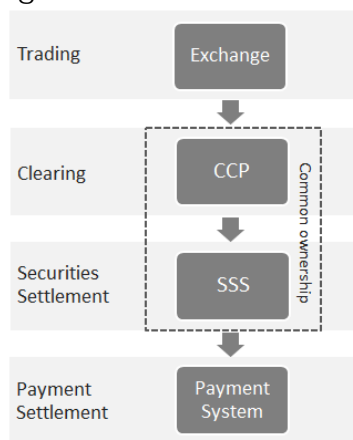 Trading
Exchange
Clearing
CCP
Common ownership
Securities
Settlement
SSS
Payment
Settlement
Payment
System